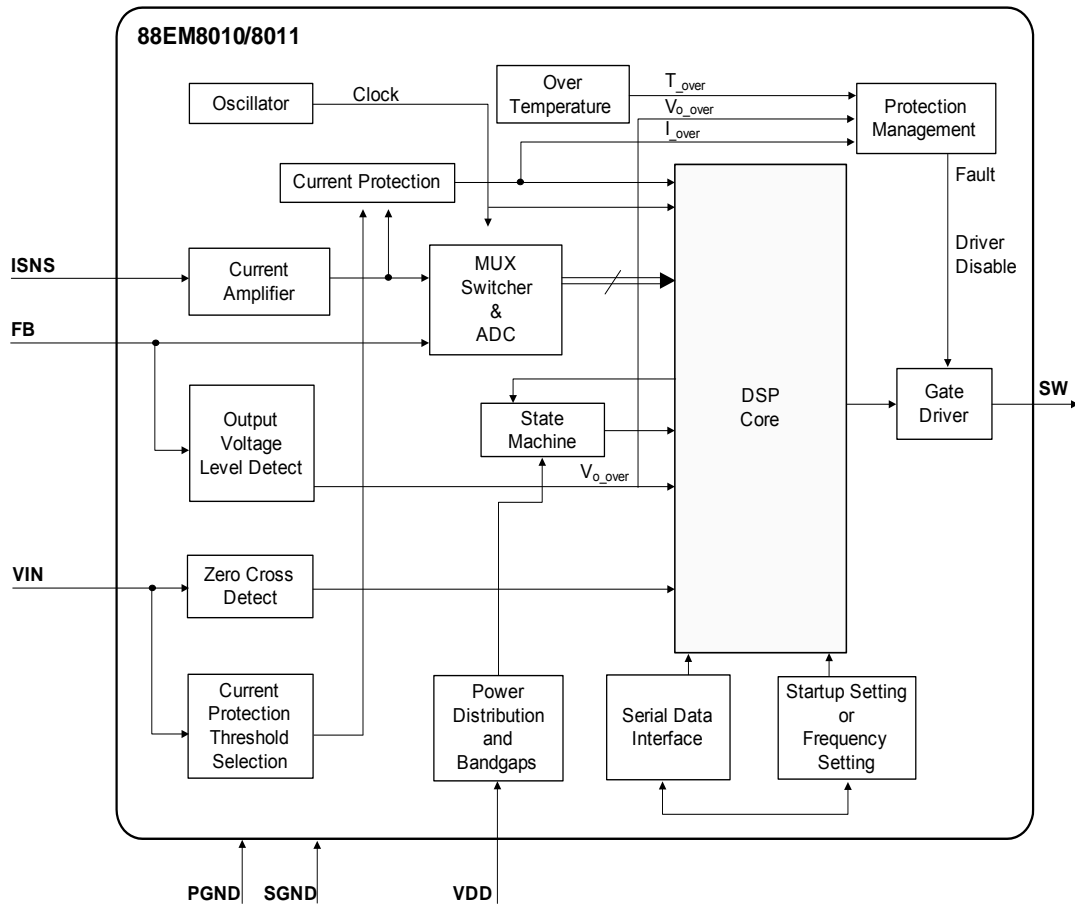 88EM8010/8011
Oscillator
Clock
Over
Temperature
T_over
Vo_over
I_over
Protection
Management
Current Protection
Fault
Driver
Disable
ISNS
Current
Amplifier
MUX
Switcher
&
ADC
FB
Output
Voltage
Level Detect
State
Machine
Vo_over
DSP
Core
Gate
Driver
SW
VIN
Zero Cross
Detect
Current
Protection
Threshold
Selection
Power
Distribution
and
Bandgaps
Serial Data
Interface
Startup Setting
or
Frequency
Setting
PGND
SGND
VDD